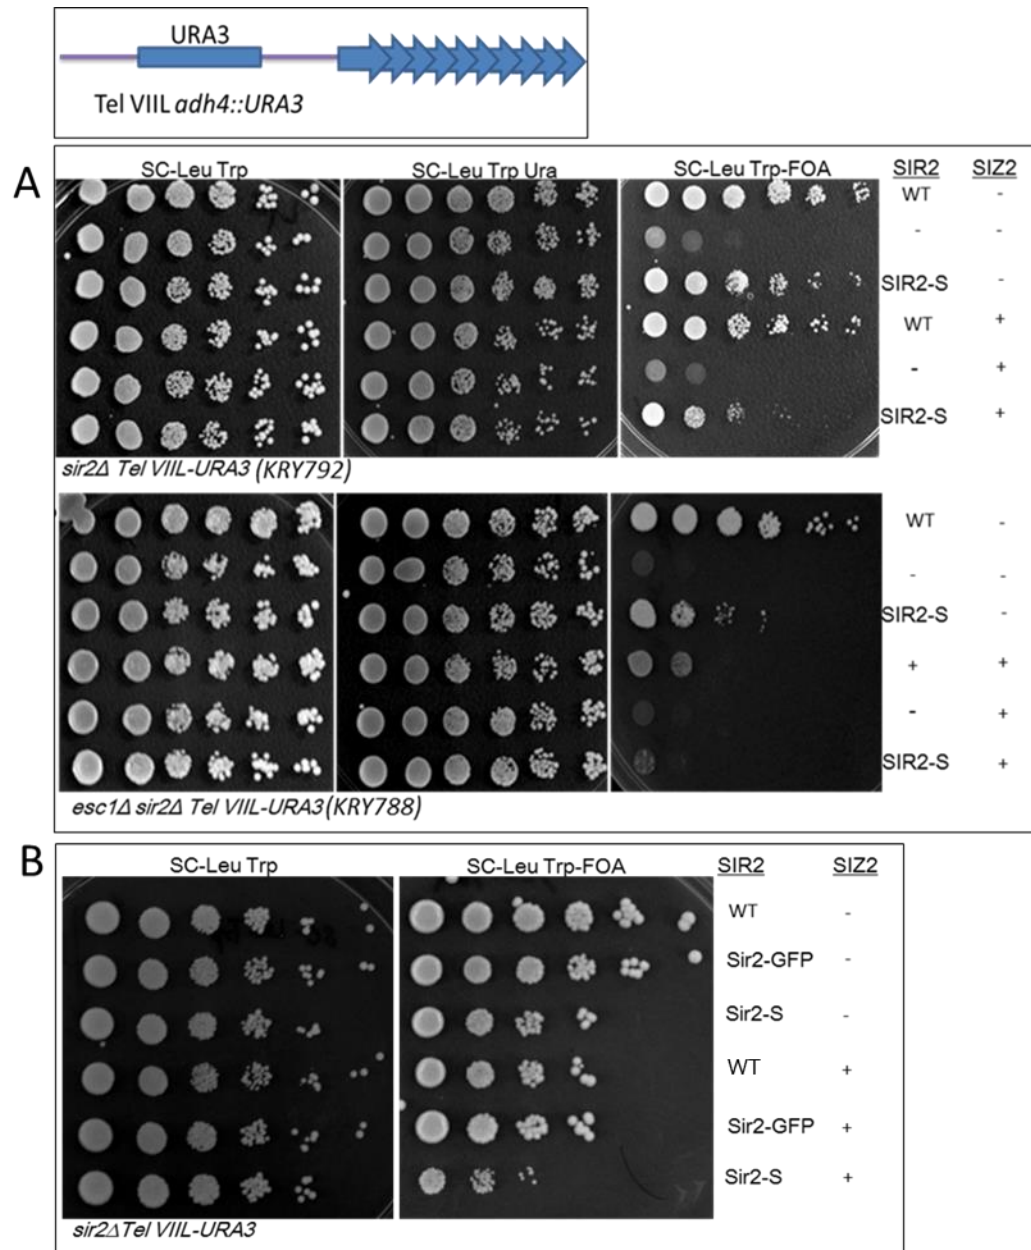 URA3
Tel VIIL adh4::URA3
A
SC-Leu Trp
SC-Leu Trp Ura
SC-Leu Trp-FOA
SIR2
SIZ2
WT -
- -
SIR2-S -
WT +
- +
SIR2-S +
sir2Δ Tel VIIL-URA3 (KRY792)
WT -
- -
SIR2-S -
+ +
- +
SIR2-S +
esc1Δ sir2Δ Tel VIIL-URA3(KRY788)
B
SC-Leu Trp
SC-Leu Trp-FOA
SIR2
SIZ2
WT -
Sir2-GFP -
Sir2-S -
WT +
Sir2-GFP +
Sir2-S +
sir2ΔTel VIIL-URA3